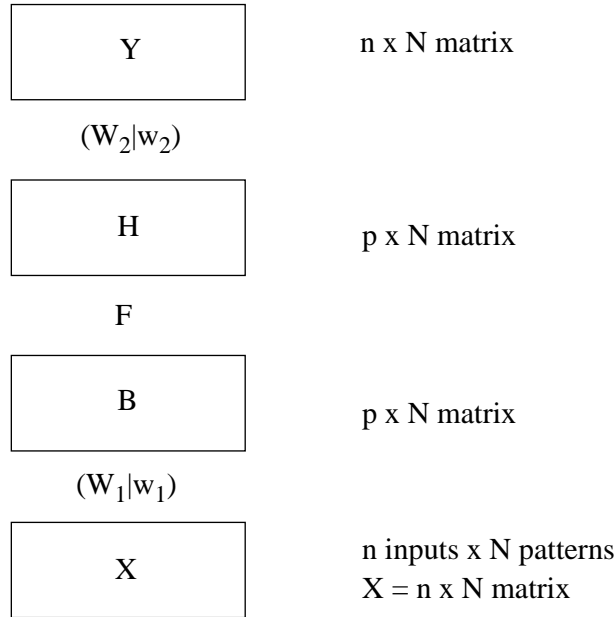 Y n x N matrix
(W₂|w₂)
H p x N matrix
F
B p x N matrix
(W₁|w₁)
X n inputs x N patterns
X = n x N matrix